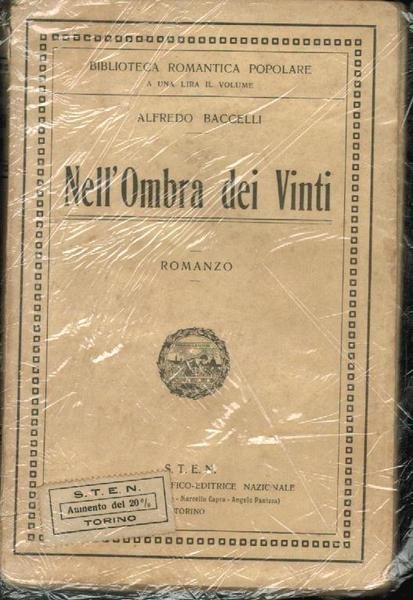 BIBLIOTECA ROMANTICA POPOLARE
A UNA LIRA IL VOLUME
ALFREDO BACCELLI
Nell'Ombra dei Vinti
ROMANZO
S. T. E. N.
FICO-EDITRICE NAZIONALE
- Marcello Capra - Angelo Panizza)
TORINO
S. T. E. N.
Aumento del 20%
TORINO